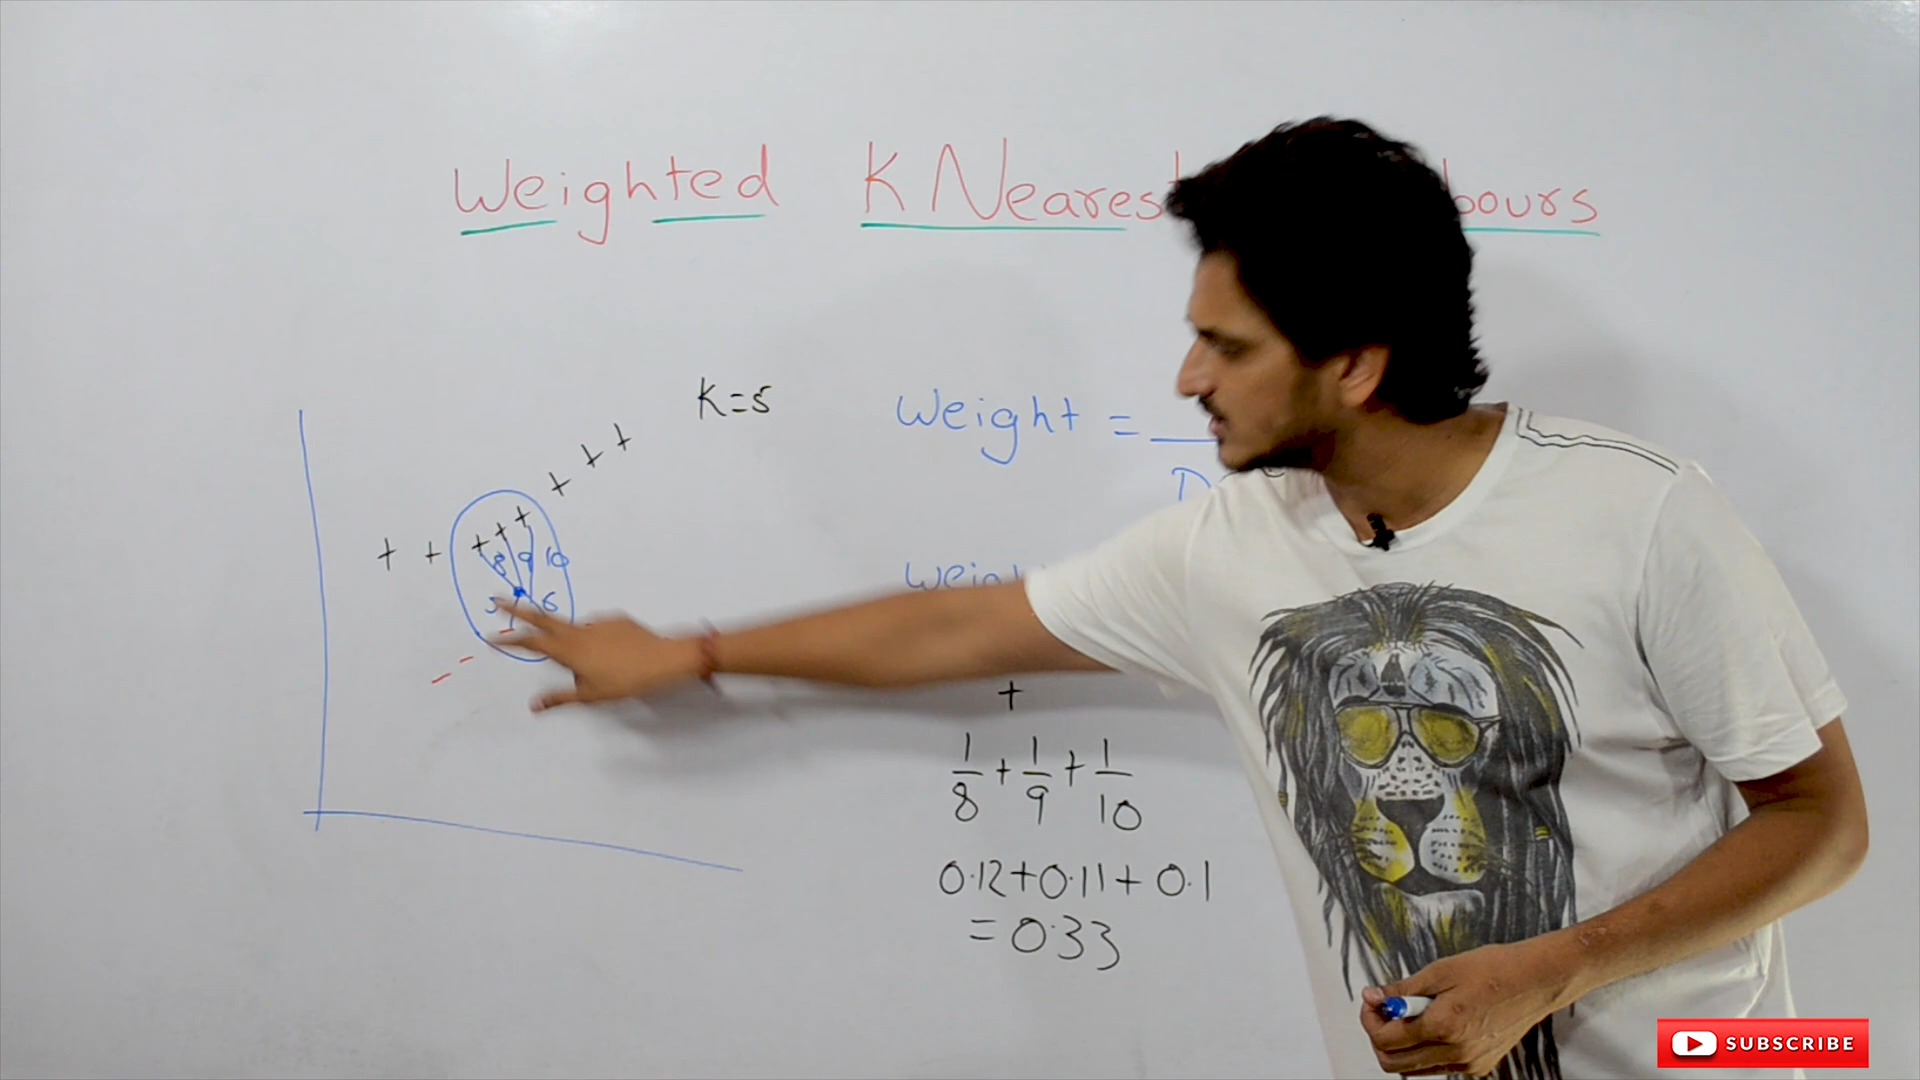 Weighted K Nearest bours
K=5
Weight =
+ + +
+ + + + +
8 9 10
5 6
- - -
+
1/8 + 1/9 + 1/10
0.12+0.11+0.1
= 0.33
SUBSCRIBE